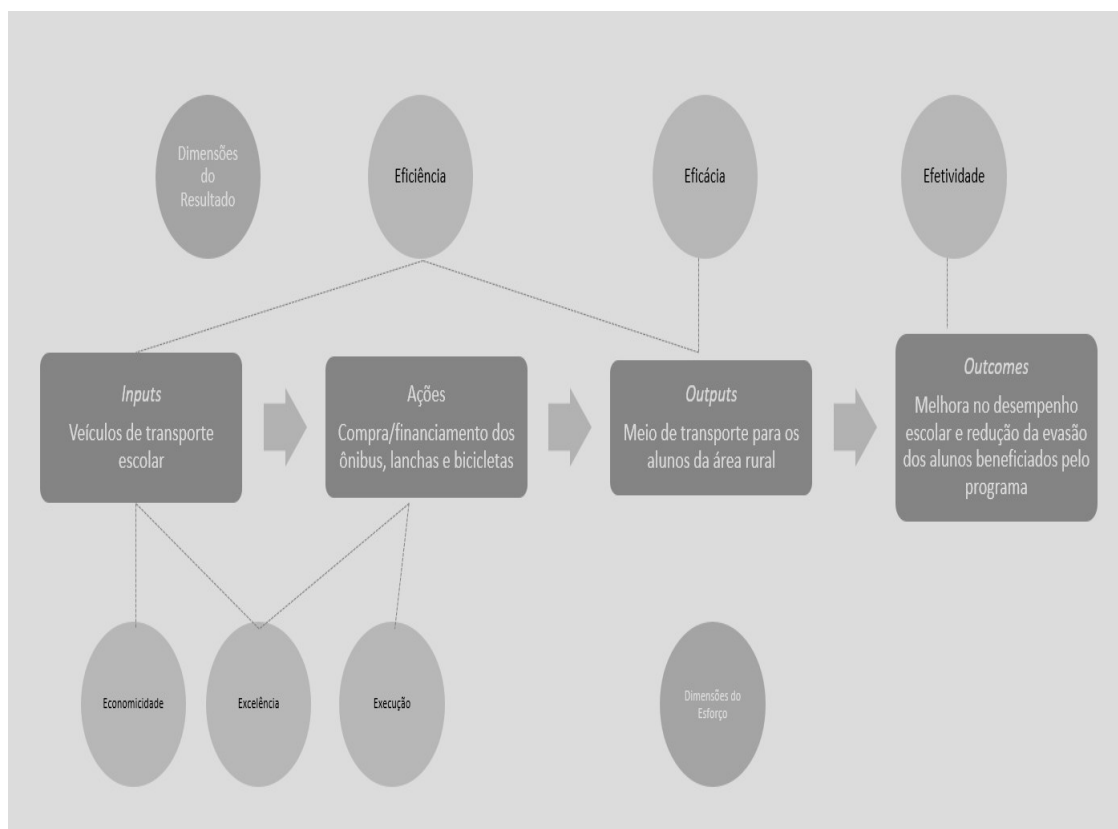 Dimensões
do
Resultado
Eficiência
Eficácia
Efetividade
Inputs
Veículos de transporte
escolar
Ações
Compra/financiamento dos
ônibus, lanchas e bicicletas
Outputs
Meio de transporte para os
alunos da área rural
Outcomes
Melhora no desempenho
escolar e redução da evasão
dos alunos beneficiados pelo
programa
Economicidade
Excelência
Execução
Dimensões do
Esforço